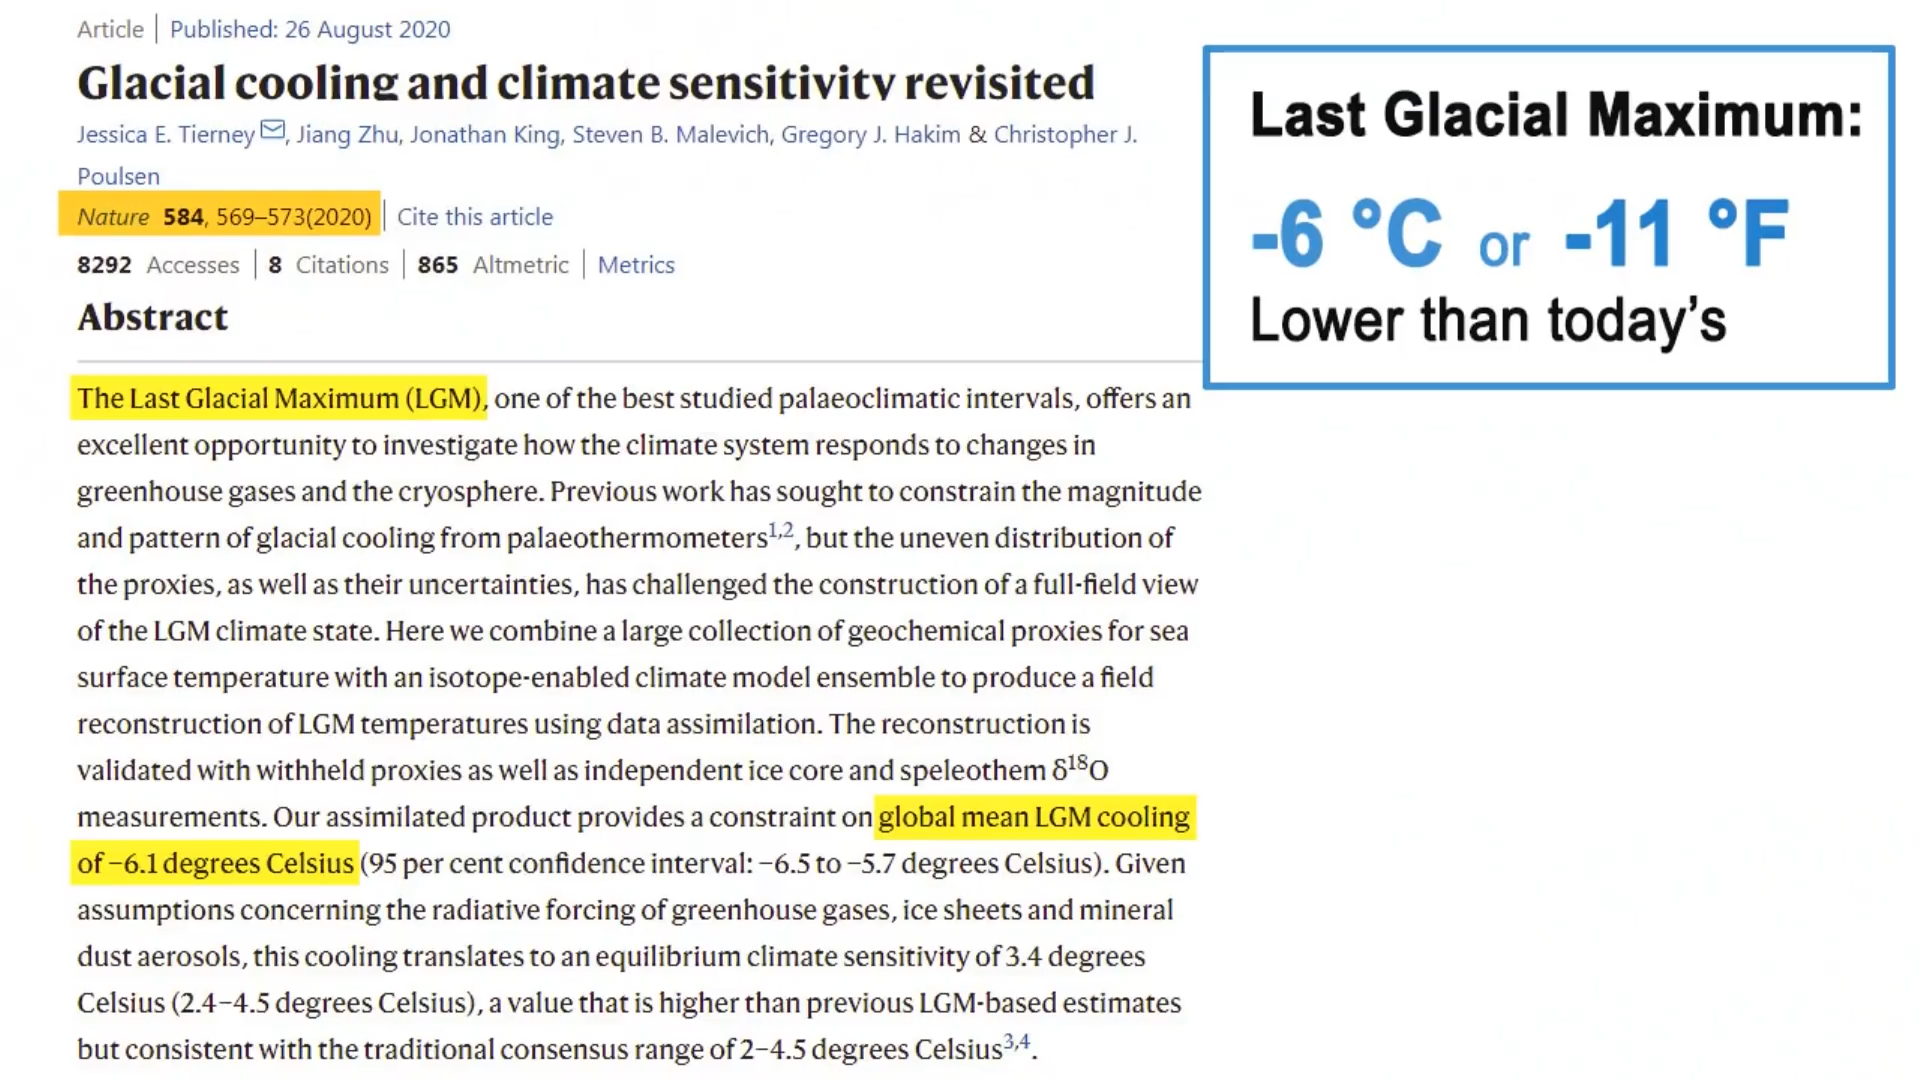 Article | Published: 26 August 2020
Glacial cooling and climate sensitivity revisited
Jessica E. Tierney, Jiang Zhu, Jonathan King, Steven B. Malevich, Gregory J. Hakim & Christopher J.
Poulsen
Nature 584, 569–573(2020) | Cite this article
8292 Accesses | 8 Citations | 865 Altmetric | Metrics
Abstract
The Last Glacial Maximum (LGM), one of the best studied palaeoclimatic intervals, offers an
excellent opportunity to investigate how the climate system responds to changes in
greenhouse gases and the cryosphere. Previous work has sought to constrain the magnitude
and pattern of glacial cooling from palaeothermometers1,2, but the uneven distribution of
the proxies, as well as their uncertainties, has challenged the construction of a full-field view
of the LGM climate state. Here we combine a large collection of geochemical proxies for sea
surface temperature with an isotope-enabled climate model ensemble to produce a field
reconstruction of LGM temperatures using data assimilation. The reconstruction is
validated with withheld proxies as well as independent ice core and speleothem δ18O
measurements. Our assimilated product provides a constraint on global mean LGM cooling
of −6.1 degrees Celsius (95 per cent confidence interval: −6.5 to −5.7 degrees Celsius). Given
assumptions concerning the radiative forcing of greenhouse gases, ice sheets and mineral
dust aerosols, this cooling translates to an equilibrium climate sensitivity of 3.4 degrees
Celsius (2.4–4.5 degrees Celsius), a value that is higher than previous LGM-based estimates
but consistent with the traditional consensus range of 2–4.5 degrees Celsius3,4.
Last Glacial Maximum:
-6 °C or -11 °F
Lower than today's